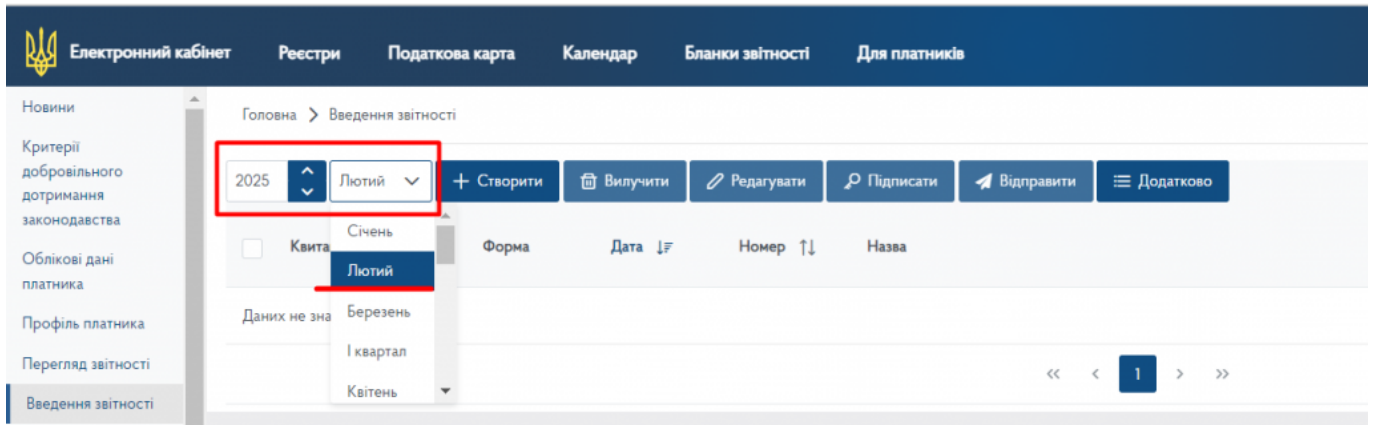 Електронний кабінет Реєстри Податкова карта Календар Бланки звітності Для платників
Новини
Критерії
добровільного
дотримання
законодавства
Облікові дані
платника
Профіль платника
Перегляд звітності
Введення звітності
Головна > Введення звітності
2025 Лютий + Створити Вилучити Редагувати Підписати Відправити Додатково
Форма Дата Номер Назва
Січень
Лютий
Березень
І квартал
Квітень
Даних не
<< < 1 > >>